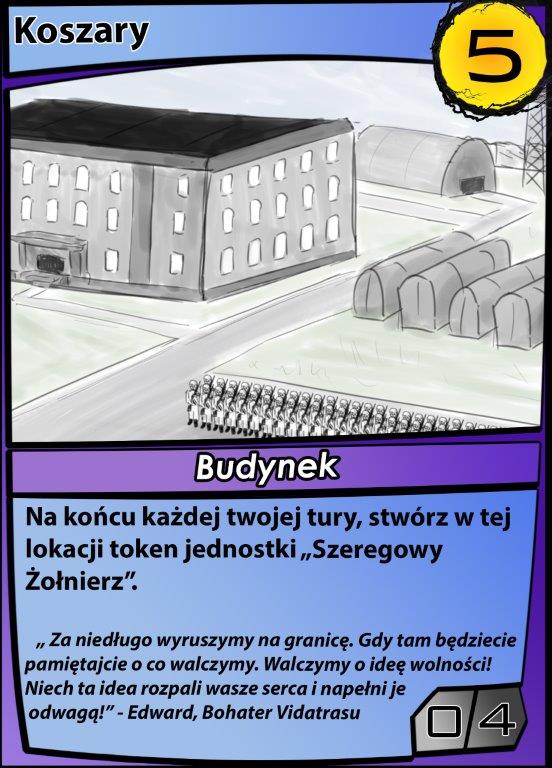 Koszary
5
Budynek
Na końcu każdej twojej tury, stwórz w tej
lokacji token jednostki „Szeregowy
Żołnierz”.
„ Za niedługo wyruszymy na granicę. Gdy tam będziecie
pamiętajcie o co walczymy. Walczymy o ideę wolności!
Niech ta idea rozpali wasze serca i napełni je
odwagą!” - Edward, Bohater Vidatrasu
0 4